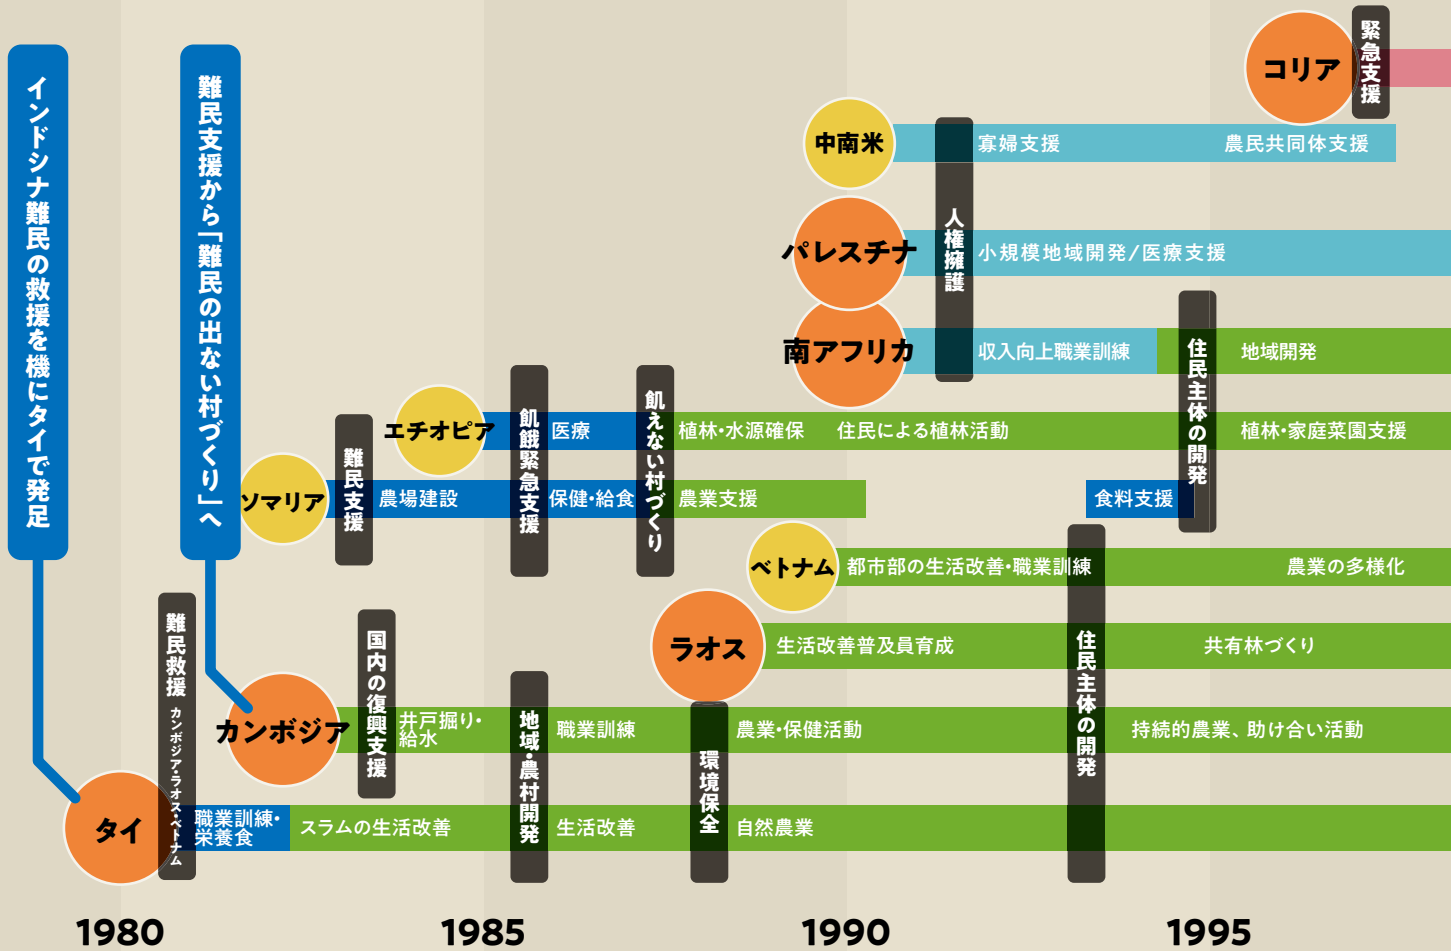 インドシナ難民の救援を機にタイで発足
難民支援から「難民の出ない村づくり」へ
コリア
緊急支援
中南米
寡婦支援
農民共同体支援
人権擁護
パレスチナ
小規模地域開発/医療支援
南アフリカ
収入向上職業訓練
住民主体の開発
地域開発
エチオピア
飢餓緊急支援
医療
飢えない村づくり
植林・水源確保
住民による植林活動
植林・家庭菜園支援
ソマリア
難民支援
農場建設
保健・給食
農業支援
食料支援
ベトナム
都市部の生活改善・職業訓練
農業の多様化
ラオス
生活改善普及員育成
住民主体の開発
共有林づくり
カンボジア
国内の復興支援
井戸掘り・
給水
地域・農村開発
職業訓練
環境保全
農業・保健活動
持続的農業、助け合い活動
タイ
難民救援 カンボジア・ラオス・ベトナム
職業訓練・
栄養食
スラムの生活改善
生活改善
自然農業
1980
1985
1990
1995